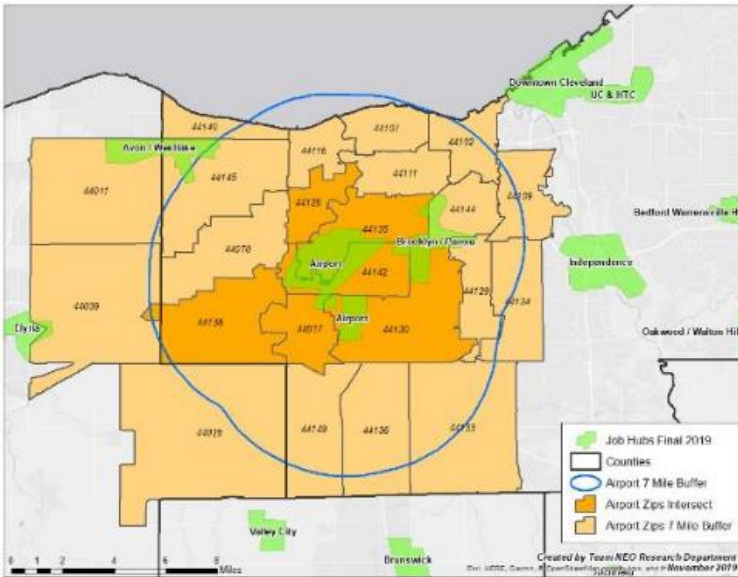 Downtown Cleveland
UC & HTC
44140
44107
44102
44116
Avon / Westlake
44145
44111
44011
44126
44109
44144
44135
Bedford Warrensville H
Brooklyn / Parma
44070
Airport
44142
Independence
44039
44129
44134
Elyria
Airport
44138
44017
44130
Oakwood / Walton Hil
44028
44149
44136
44133
Job Hubs Final 2019
Counties
Airport 7 Mile Buffer
Airport Zips Intersect
Airport Zips 7 Mile Buffer
Valley City
Brunswick
0 1 2 4 6 8
Miles
Created by Team NEO Research Department
November 2019